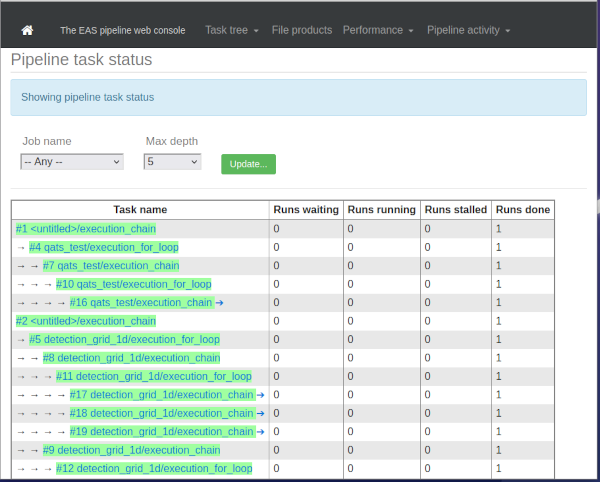 The EAS pipeline web console Task tree File products Performance Pipeline activity
Pipeline task status
Showing pipeline task status
Job name Max depth
-- Any -- 5 Update...
Task name Runs waiting Runs running Runs stalled Runs done
#1 <untitled>/execution_chain 0 0 0 1
→ #4 qats_test/execution_for_loop 0 0 0 1
→ → #7 qats_test/execution_chain 0 0 0 1
→ → → #10 qats_test/execution_for_loop 0 0 0 1
→ → → → #16 qats_test/execution_chain ➔ 0 0 0 1
#2 <untitled>/execution_chain 0 0 0 1
→ #5 detection_grid_1d/execution_for_loop 0 0 0 1
→ → #8 detection_grid_1d/execution_chain 0 0 0 1
→ → → #11 detection_grid_1d/execution_for_loop 0 0 0 1
→ → → → #17 detection_grid_1d/execution_chain ➔ 0 0 0 1
→ → → → #18 detection_grid_1d/execution_chain ➔ 0 0 0 1
→ → → → #19 detection_grid_1d/execution_chain ➔ 0 0 0 1
→ → #9 detection_grid_1d/execution_chain 0 0 0 1
→ → → #12 detection_grid_1d/execution_for_loop 0 0 0 1